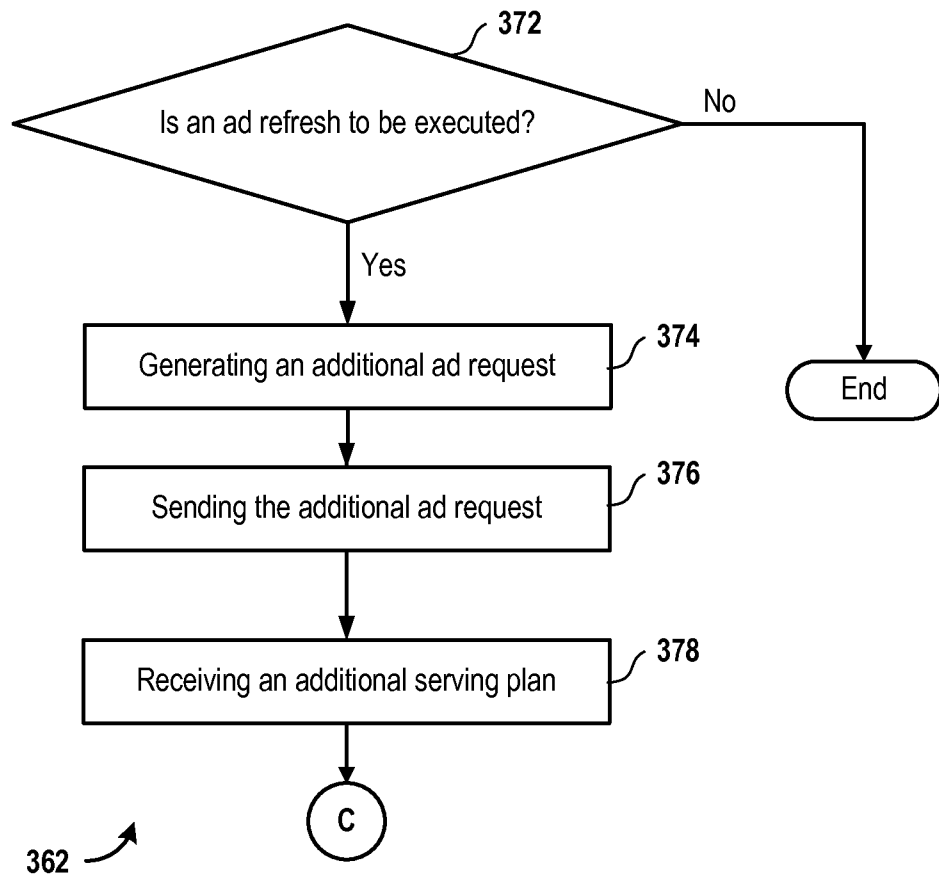 372
Is an ad refresh to be executed?
No
Yes
374
Generating an additional ad request
End
376
Sending the additional ad request
378
Receiving an additional serving plan
C
362